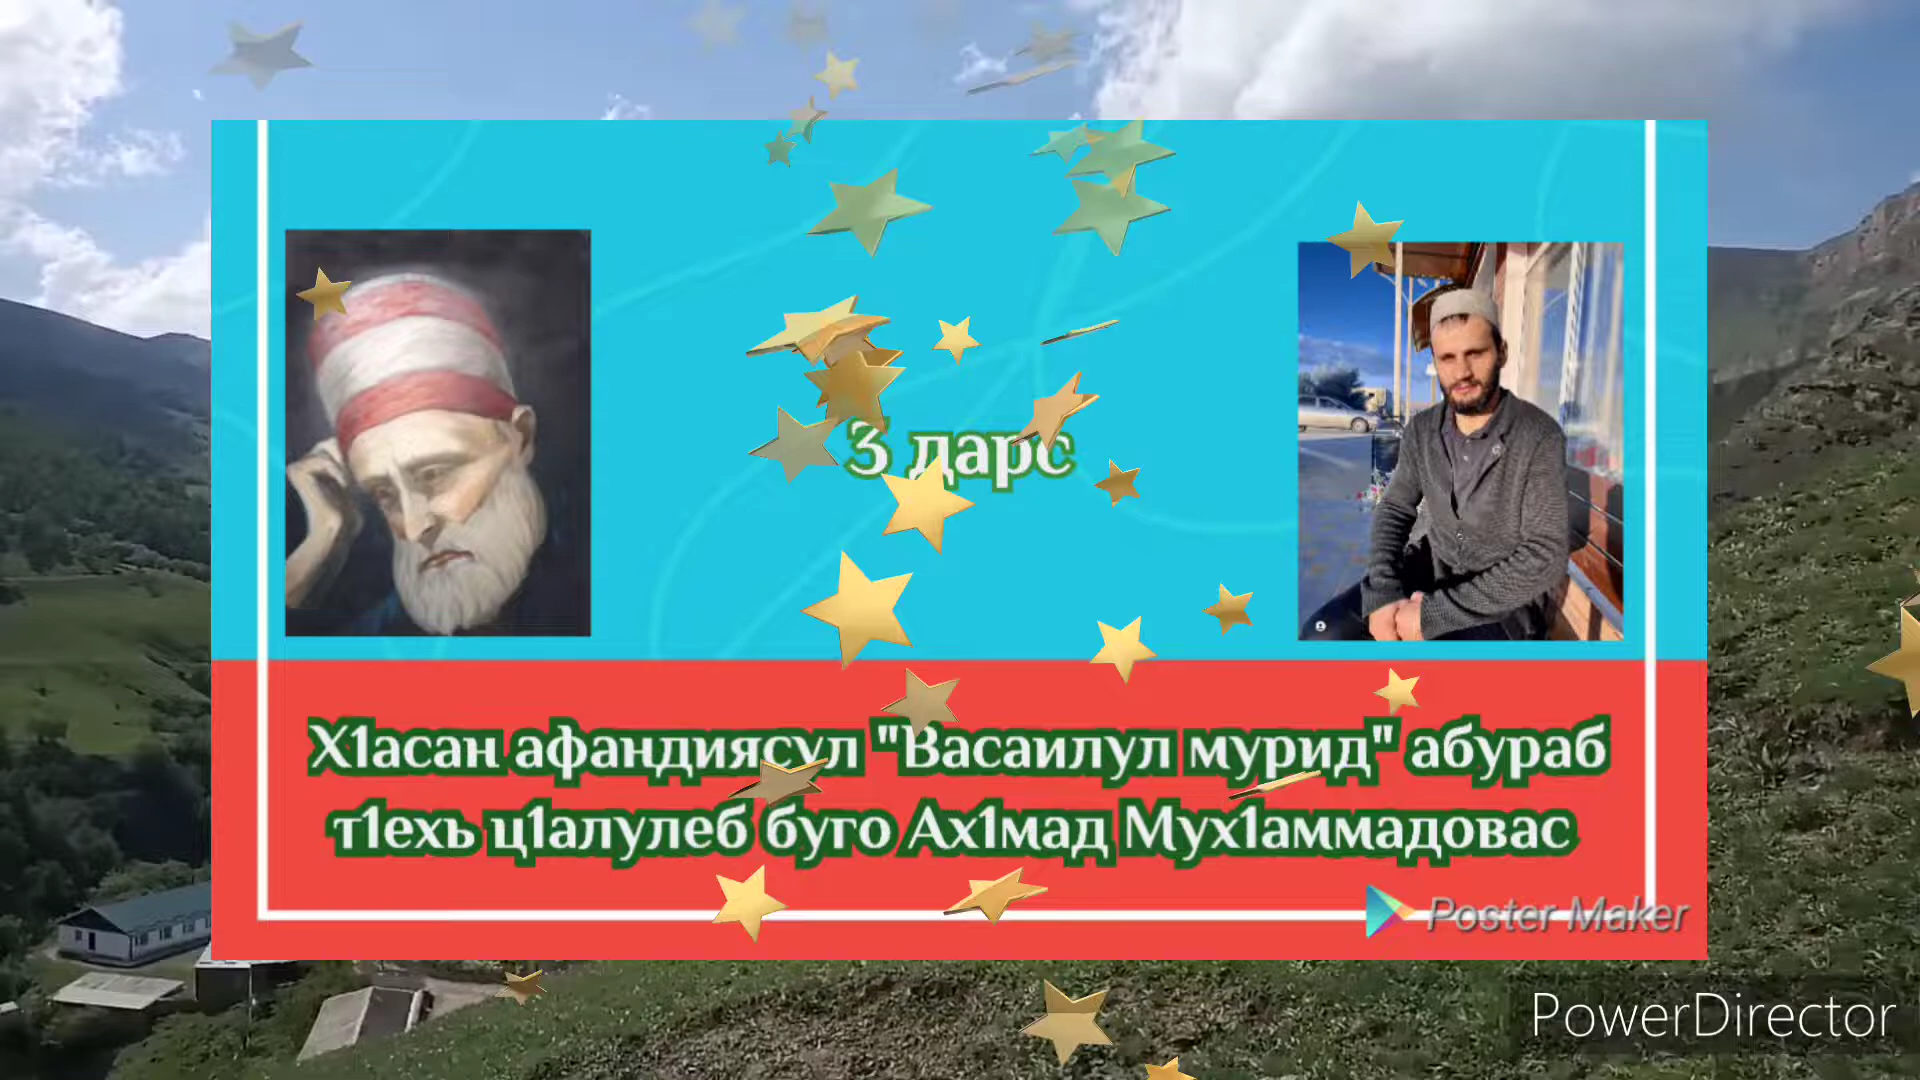 3 дарс
Х1асан афандиясул "Васаилул мурид" абураб
т1ехь ц1алулеб буго Ах1мад Мух1аммадовас
Poster Maker
PowerDirector